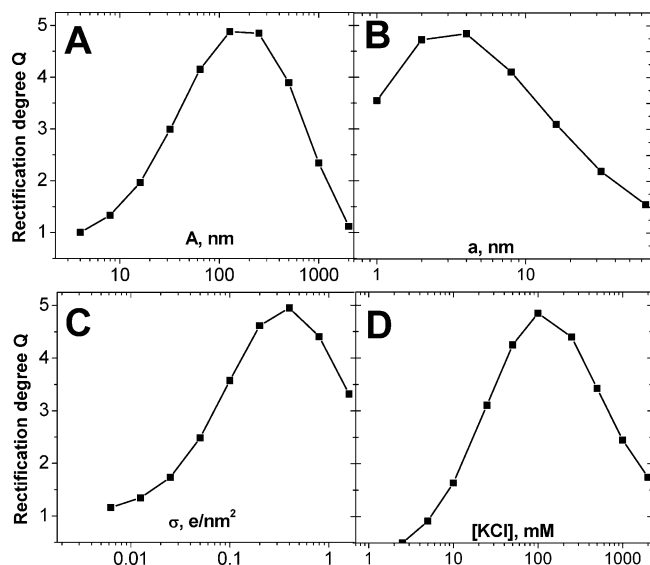 A
B
Rectification degree Q
5
4
3
2
1
A, nm
a, nm
10
100
1000
1
10
C
D
Rectification degree Q
5
4
3
2
1
σ, e/nm²
[KCl], mM
0.01
0.1
1
1
10
100
1000